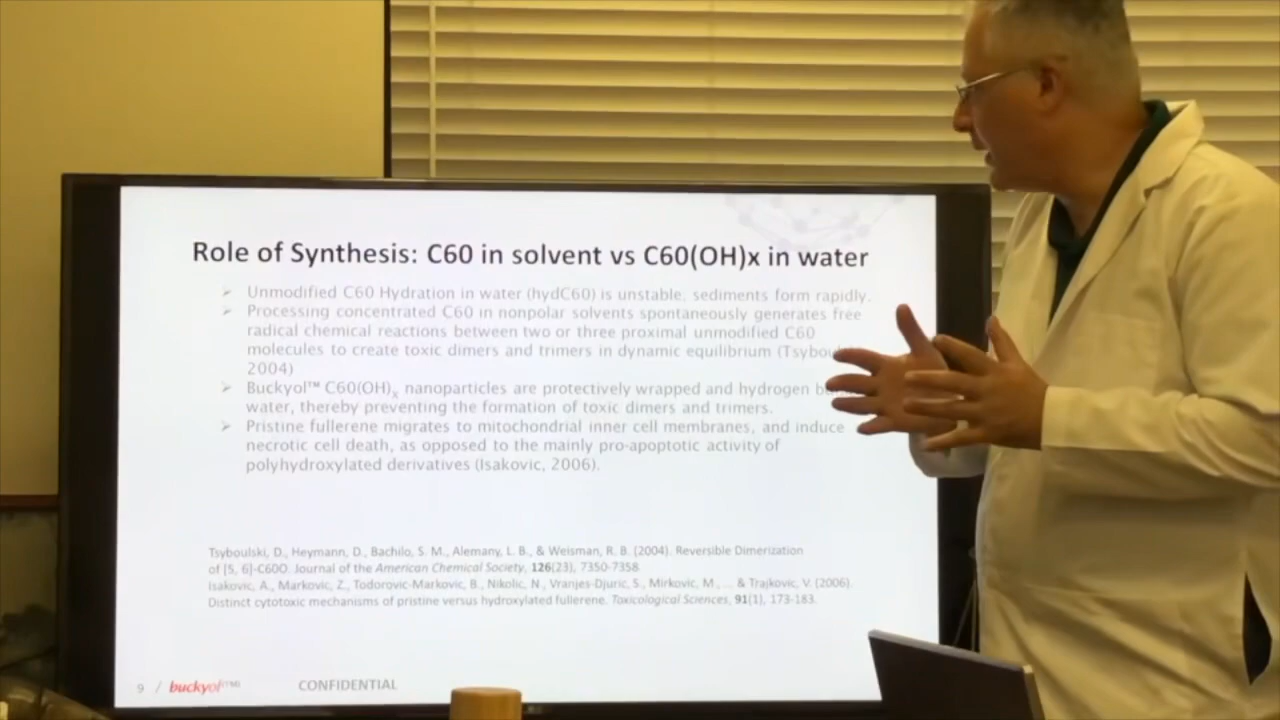 Role of Synthesis: C60 in solvent vs C60(OH)x in water
➢ Unmodified C60 Hydration in water (hydC60) is unstable; sediments form rapidly.
➢ Processing concentrated C60 in nonpolar solvents spontaneously generates free
radical chemical reactions between two or three proximal unmodified C60
molecules to create toxic dimers and trimers in dynamic equilibrium
2004)
➢ Buckyol™ C60(OH)x nanoparticles are protectively wrapped and hydrogen
water, thereby preventing the formation of toxic dimers and trimers.
➢ Pristine fullerene migrates to mitochondrial inner cell membranes, and induce
necrotic cell death, as opposed to the mainly pro-apoptotic activity of
polyhydroxylated derivatives (Isakovic, 2006).
Tsyboulski, D., Heymann, D., Bachilo, S. M., Alemany, L. B., & Weisman, R. B. (2004). Reversible Dimerization
of [5, 6]-C60O. Journal of the American Chemical Society, 126(23), 7350-7358.
Isakovic, A., Markovic, Z., Todorovic-Markovic, B., Nikolic, N., Vranjes-Djuric, S., Mirkovic, M., ... & Trajkovic, V. (2006).
Distinct cytotoxic mechanisms of pristine versus hydroxylated fullerene. Toxicological Sciences, 91(1), 173-183.
9 / buckyol CONFIDENTIAL